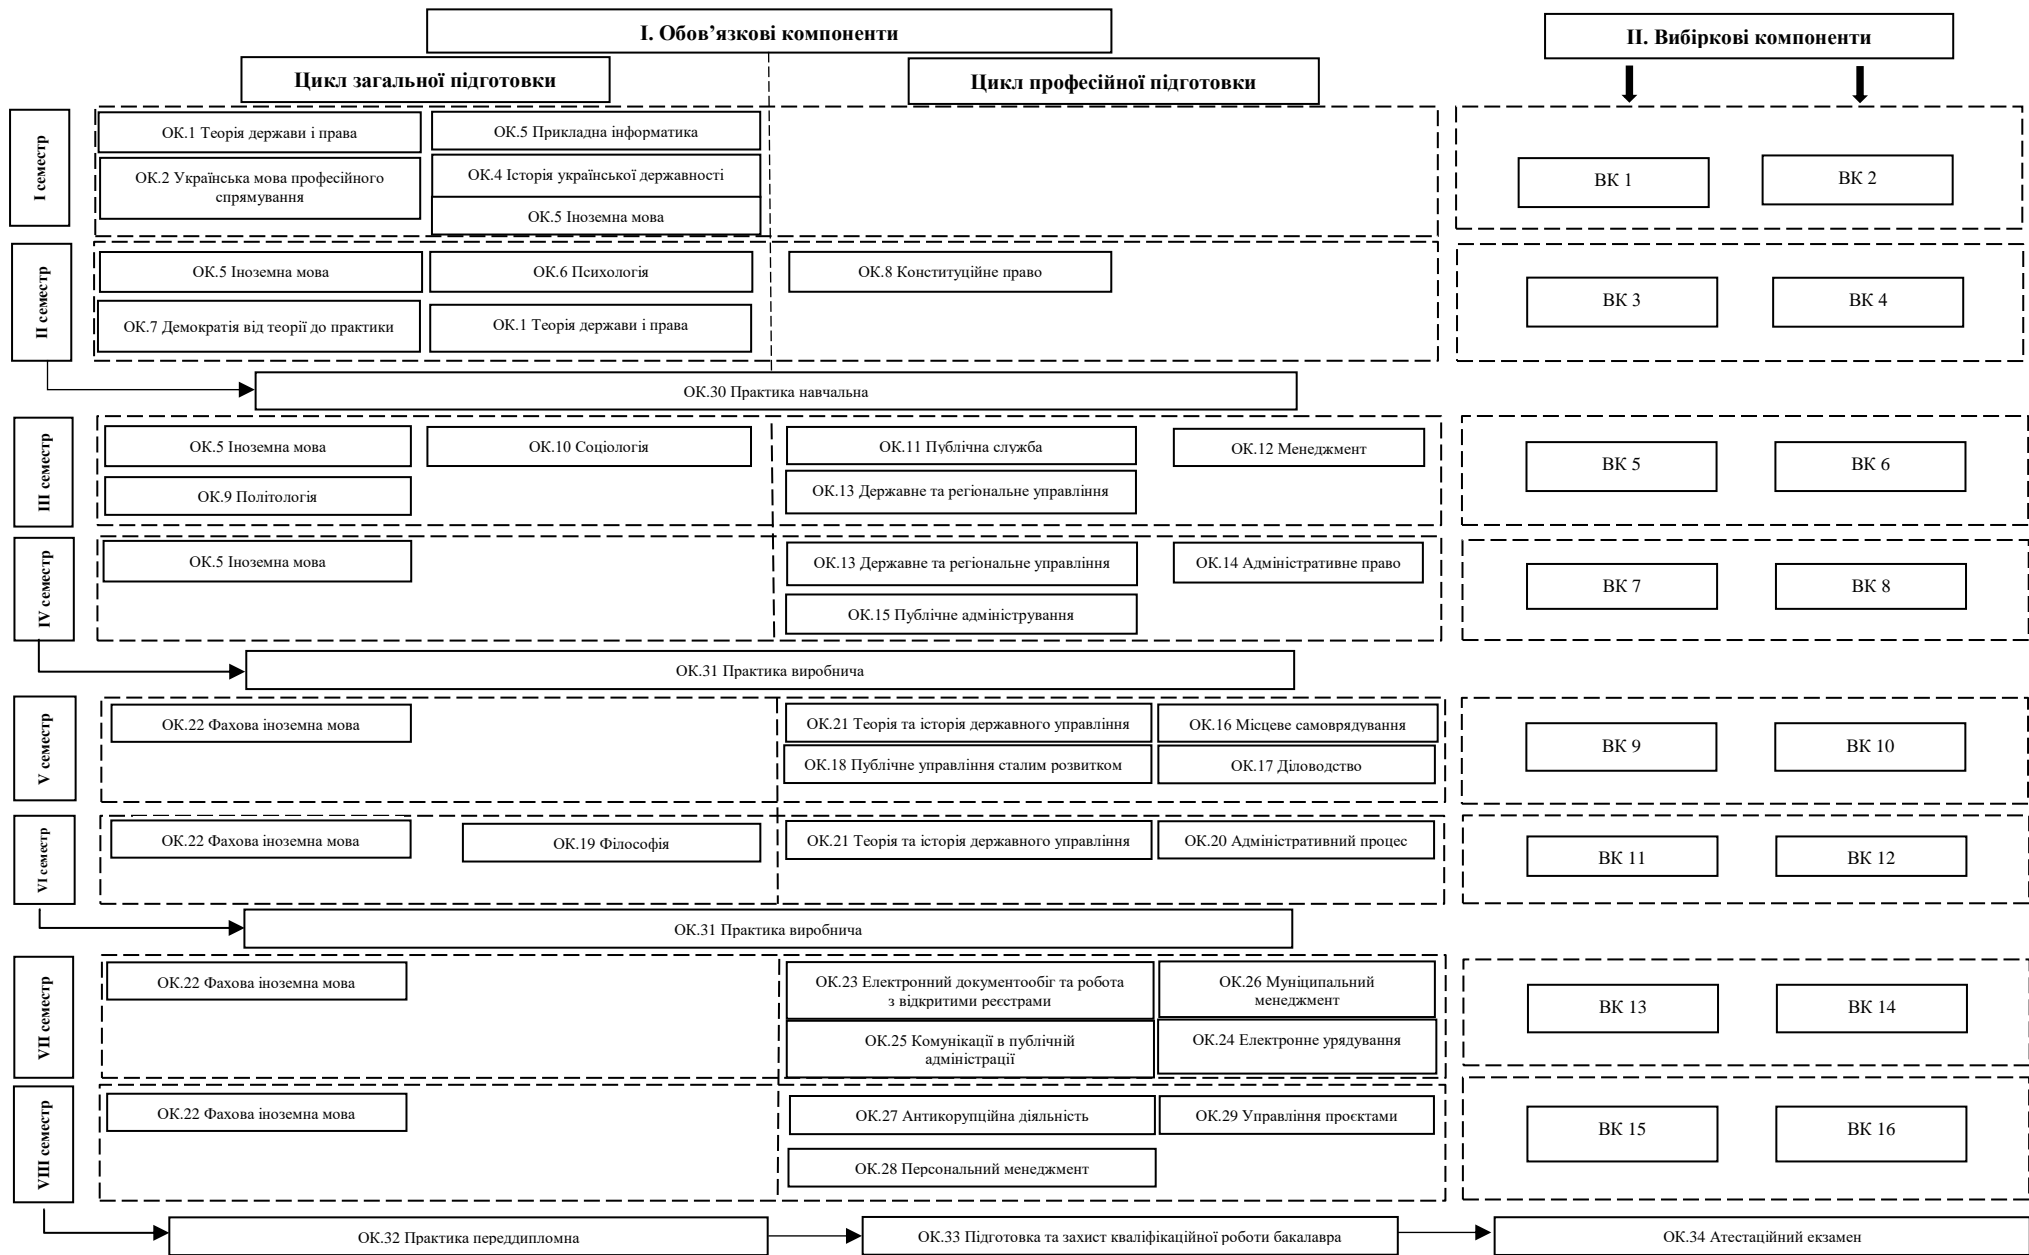 I. Обов’язкові компоненти
II. Вибіркові компоненти
Цикл загальної підготовки
Цикл професійної підготовки
I семестр
ОК.1 Теорія держави і права
ОК.5 Прикладна інформатика
ОК.2 Українська мова професійного
спрямування
ОК.4 Історія української державності
ОК.5 Іноземна мова
ВК 1
ВК 2
II семестр
ОК.5 Іноземна мова
ОК.6 Психологія
ОК.8 Конституційне право
ОК.7 Демократія від теорії до практики
ОК.1 Теорія держави і права
ВК 3
ВК 4
ОК.30 Практика навчальна
III семестр
ОК.5 Іноземна мова
ОК.10 Соціологія
ОК.11 Публічна служба
ОК.12 Менеджмент
ОК.9 Політологія
ОК.13 Державне та регіональне управління
ВК 5
ВК 6
IV семестр
ОК.5 Іноземна мова
ОК.13 Державне та регіональне управління
ОК.14 Адміністративне право
ОК.15 Публічне адміністрування
ВК 7
ВК 8
ОК.31 Практика виробнича
V семестр
ОК.22 Фахова іноземна мова
ОК.21 Теорія та історія державного управління
ОК.16 Місцеве самоврядування
ОК.18 Публічне управління сталим розвитком
ОК.17 Діловодство
ВК 9
ВК 10
VI семестр
ОК.22 Фахова іноземна мова
ОК.19 Філософія
ОК.21 Теорія та історія державного управління
ОК.20 Адміністративний процес
ВК 11
ВК 12
ОК.31 Практика виробнича
VII семестр
ОК.22 Фахова іноземна мова
ОК.23 Електронний документообіг та робота
з відкритими реєстрами
ОК.26 Муніципальний
менеджмент
ОК.25 Комунікації в публічній
адміністрації
ОК.24 Електронне урядування
ВК 13
ВК 14
VIII семестр
ОК.22 Фахова іноземна мова
ОК.27 Антикорупційна діяльність
ОК.29 Управління проєктами
ОК.28 Персональний менеджмент
ВК 15
ВК 16
ОК.32 Практика переддипломна
ОК.33 Підготовка та захист кваліфікаційної роботи бакалавра
ОК.34 Атестаційний екзамен